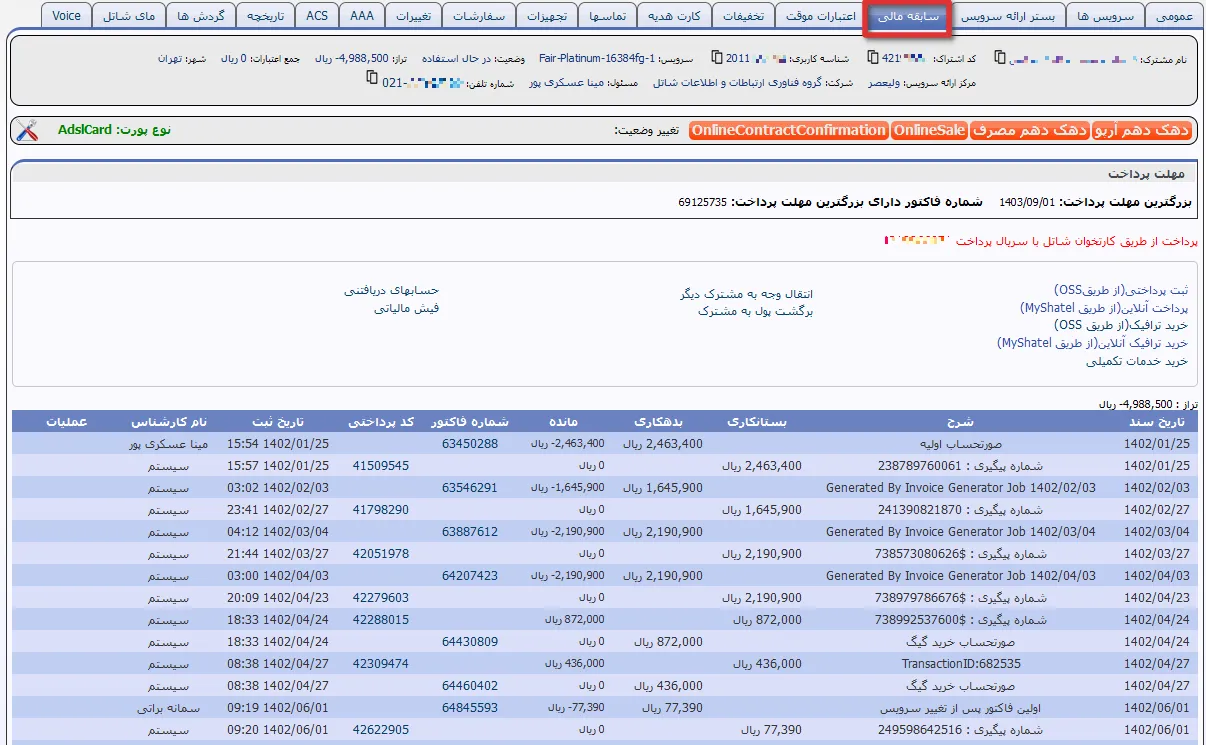 عمومی سرویس ها بستر ارائه سرویس سابقه مالی اعتبارات موقت تخفیفات کارت هدیه تماسها تجهیزات سفارشات تغییرات AAA ACS تاریخچه گردش ها مای شاتل Voice
نام مشترک: کد اشتراک: شناسه کاربری: سرویس: Fair-Platinum-16384fg-1 وضعیت: در حال استفاده تراز: 4,988,500- ریال جمع اعتبارات: 0 ریال شهر: تهران
مرکز ارائه سرویس: ولیعصر شرکت: گروه فناوری ارتباطات و اطلاعات شاتل مسئول: مینا عسکری پور شماره تلفن: 021-
دهک دهم آرپو دهک دهم مصرف OnlineSale OnlineContractConfirmation تغییر وضعیت: نوع پورت: AdslCard
مهلت پرداخت
بزرگترین مهلت پرداخت: 1403/09/01 شماره فاکتور دارای بزرگترین مهلت پرداخت: 69125735
پرداخت از طریق کارتخوان شاتل با سریال پرداخت
ثبت پرداختی(از طریقOSS)
پرداخت آنلاین(از طریق MyShatel)
خرید ترافیک(از طریق OSS)
خرید ترافیک آنلاین(از طریق MyShatel)
خرید خدمات تکمیلی
انتقال وجه به مشترک دیگر
برگشت پول به مشترک
حسابهای دریافتنی
فیش مالیاتی
تراز : 4,988,500- ریال
تاریخ سند شرح بستانکاری بدهکاری مانده شماره فاکتور کد پرداختی تاریخ ثبت نام کارشناس عملیات
1402/01/25 صورتحساب اولیه 2,463,400 ریال 2,463,400- ریال 63450288 1402/01/25 15:54 مینا عسکری پور
1402/01/25 شماره پیگیری : 238789760061 2,463,400 ریال 0 ریال 41509545 1402/01/25 15:57 سیستم
1402/02/03 Generated By Invoice Generator Job 1402/02/03 1,645,900 ریال 1,645,900- ریال 63546291 1402/02/03 03:02 سیستم
1402/02/27 شماره پیگیری : 241390821870 1,645,900 ریال 0 ریال 41798290 1402/02/27 23:41 سیستم
1402/03/04 Generated By Invoice Generator Job 1402/03/04 2,190,900 ریال 2,190,900- ریال 63887612 1402/03/04 04:12 سیستم
1402/03/27 شماره پیگیری : $738573080626 2,190,900 ریال 0 ریال 42051978 1402/03/27 21:44 سیستم
1402/04/03 Generated By Invoice Generator Job 1402/04/03 2,190,900 ریال 2,190,900- ریال 64207423 1402/04/03 03:00 سیستم
1402/04/23 شماره پیگیری : $738979786676 2,190,900 ریال 0 ریال 42279603 1402/04/23 20:09 سیستم
1402/04/24 شماره پیگیری : $738992537600 872,000 ریال 872,000 ریال 42288015 1402/04/24 18:33 سیستم
1402/04/24 صورتحساب خرید گیگ 872,000 ریال 0 ریال 64430809 1402/04/24 18:33 سیستم
1402/04/27 TransactionID:682535 436,000 ریال 436,000 ریال 42309474 1402/04/27 08:38 سیستم
1402/04/27 صورتحساب خرید گیگ 436,000 ریال 0 ریال 64460402 1402/04/27 08:38 سیستم
1402/06/01 اولین فاکتور پس از تغییر سرویس 77,390 ریال 77,390- ریال 64845593 1402/06/01 09:19 سمانه براتی
1402/06/01 شماره پیگیری : 249598642516 77,390 ریال 0 ریال 42622905 1402/06/01 09:20 سیستم